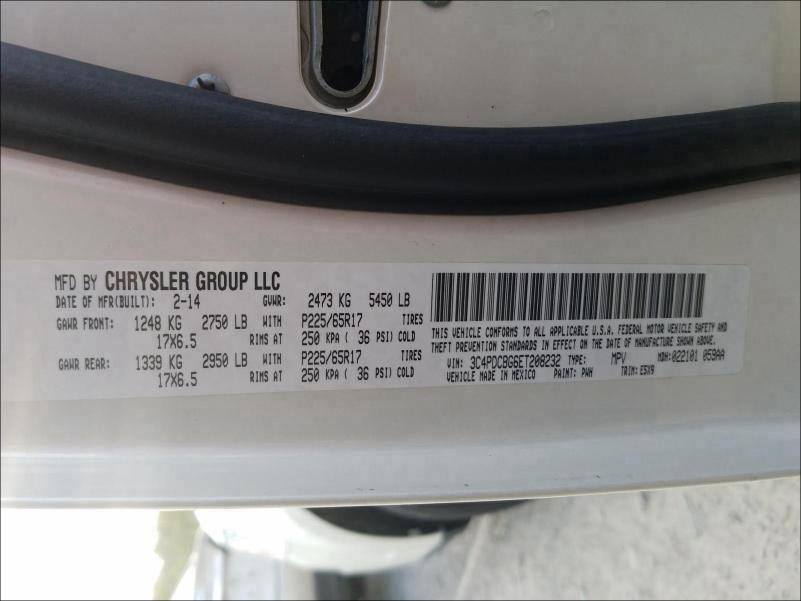 MFD BY CHRYSLER GROUP LLC
DATE OF MFR(BUILT): 2-14 GVWR: 2473 KG 5450 LB
GAWR FRONT: 1248 KG 2750 LB WITH P225/65R17 TIRES
17X6.5 RIMS AT 250 KPA ( 36 PSI) COLD
GAWR REAR: 1339 KG 2950 LB WITH P225/65R17 TIRES
17X6.5 RIMS AT 250 KPA ( 36 PSI) COLD
THIS VEHICLE CONFORMS TO ALL APPLICABLE U.S.A. FEDERAL MOTOR VEHICLE SAFETY AND
THEFT PREVENTION STANDARDS IN EFFECT ON THE DATE OF MANUFACTURE SHOWN ABOVE.
VIN: 3C4PDCBG6ET208232 TYPE: MPV MDH:022101 059AA
VEHICLE MADE IN MEXICO PAINT: PWH TRIM: E5X9